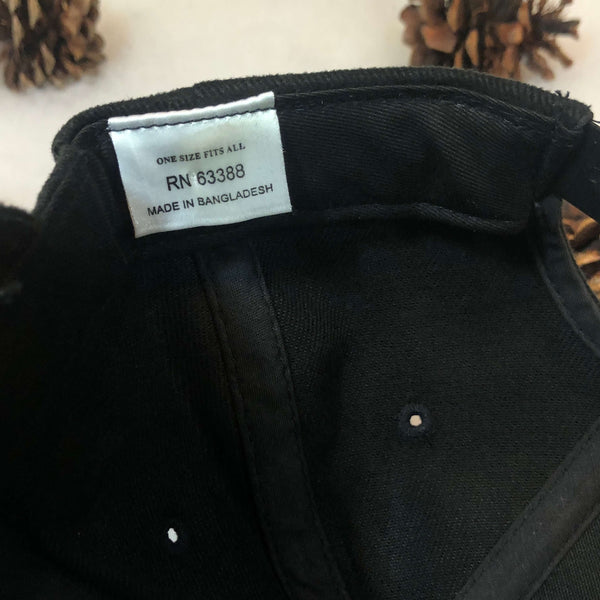 ONE SIZE FITS ALL
RN 63388
MADE IN BANGLADESH